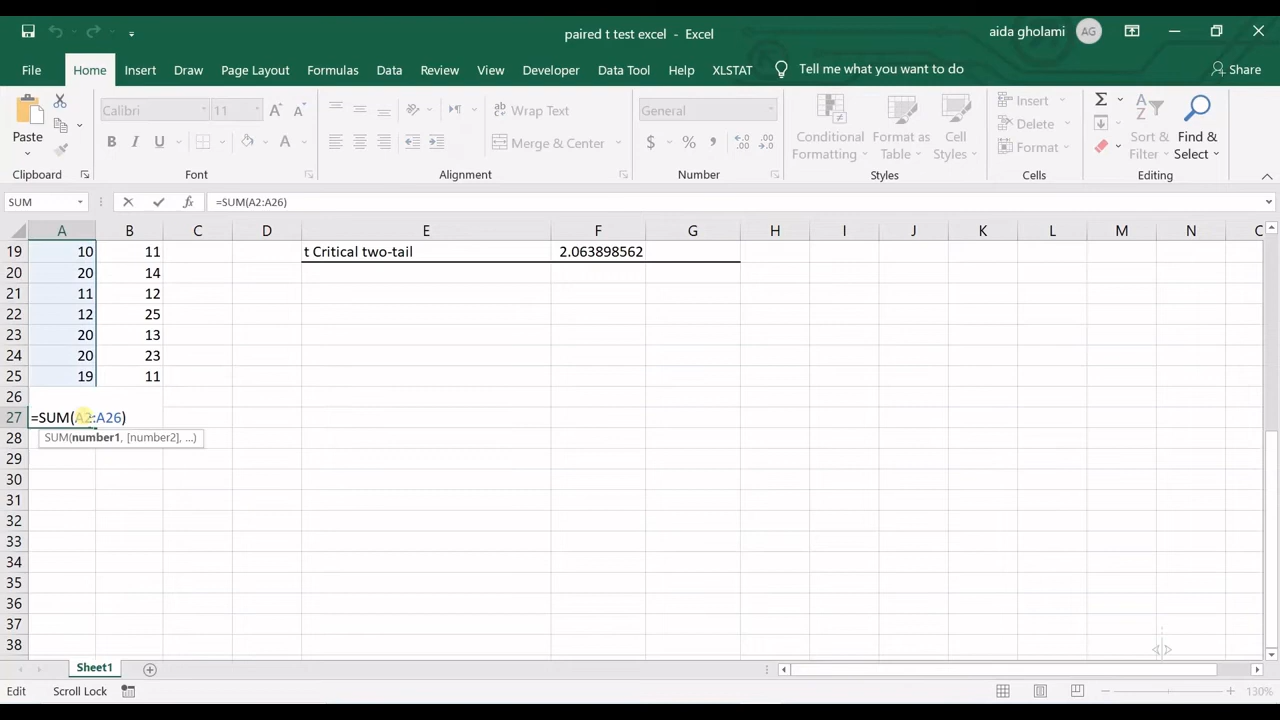 paired t test excel - Excel
aida gholami AG
File Home Insert Draw Page Layout Formulas Data Review View Developer Data Tool Help XLSTAT Tell me what you want to do Share
Paste
Calibri 11
B I U
Wrap Text
Merge & Center
General
$ % ,
Conditional Formatting
Format as Table
Cell Styles
Insert
Delete
Format
Sort & Filter
Find & Select
Clipboard Font Alignment Number Styles Cells Editing
SUM =SUM(A2:A26)
A B C D E F G H I J K L M N
19 10 11 t Critical two-tail 2.063898562
20 20 14
21 11 12
22 12 25
23 20 13
24 20 23
25 19 11
26
27 =SUM(A2:A26)
28 SUM(number1, [number2], ...)
29
30
31
32
33
34
35
36
37
38
Sheet1
Edit Scroll Lock 130%